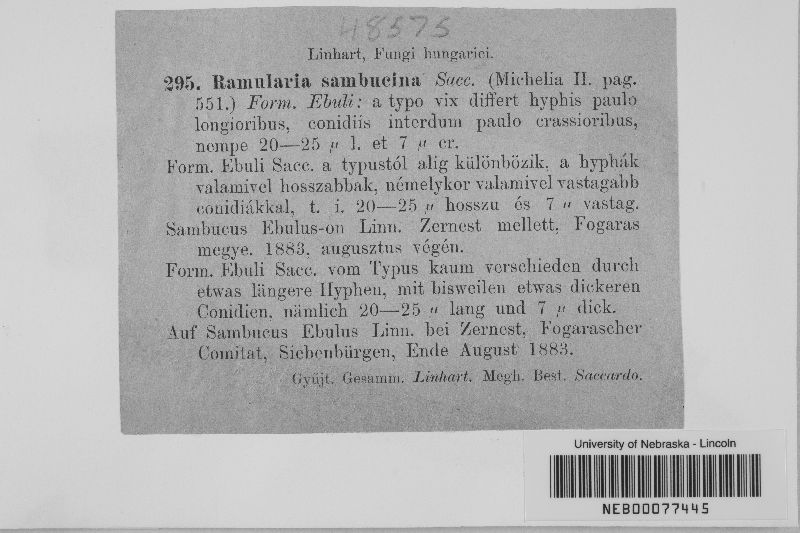 48575
Linhart, Fungi hungarici.
295. Ramularia sambucina Sacc. (Michelia II. pag.
551.) Form. Ebuli: a typo vix differt hyphis paulo
longioribus, conidiis interdum paulo crassioribus,
nempe 20—25 µ l. et 7 µ cr.
Form. Ebuli Sacc. a typustól alig különbözik, a hyphák
valamivel hosszabbak, némelykor valamivel vastagabb
conidiákkal, t. i. 20—25 µ hosszu és 7 µ vastag.
Sambucus Ebulus-on Linn. Zernest mellett, Fogaras
megye. 1883, augusztus végén.
Form. Ebuli Sacc. vom Typus kaum verschieden durch
etwas längere Hyphen, mit bisweilen etwas dickeren
Conidien, nämlich 20—25 µ lang und 7 µ dick.
Auf Sambucus Ebulus Linn. bei Zernest, Fogarascher
Comitat, Siebenbürgen, Ende August 1883.
Gyüjt. Gesamm. Linhart. Megh. Best. Saccardo.
University of Nebraska - Lincoln
NEB00077445